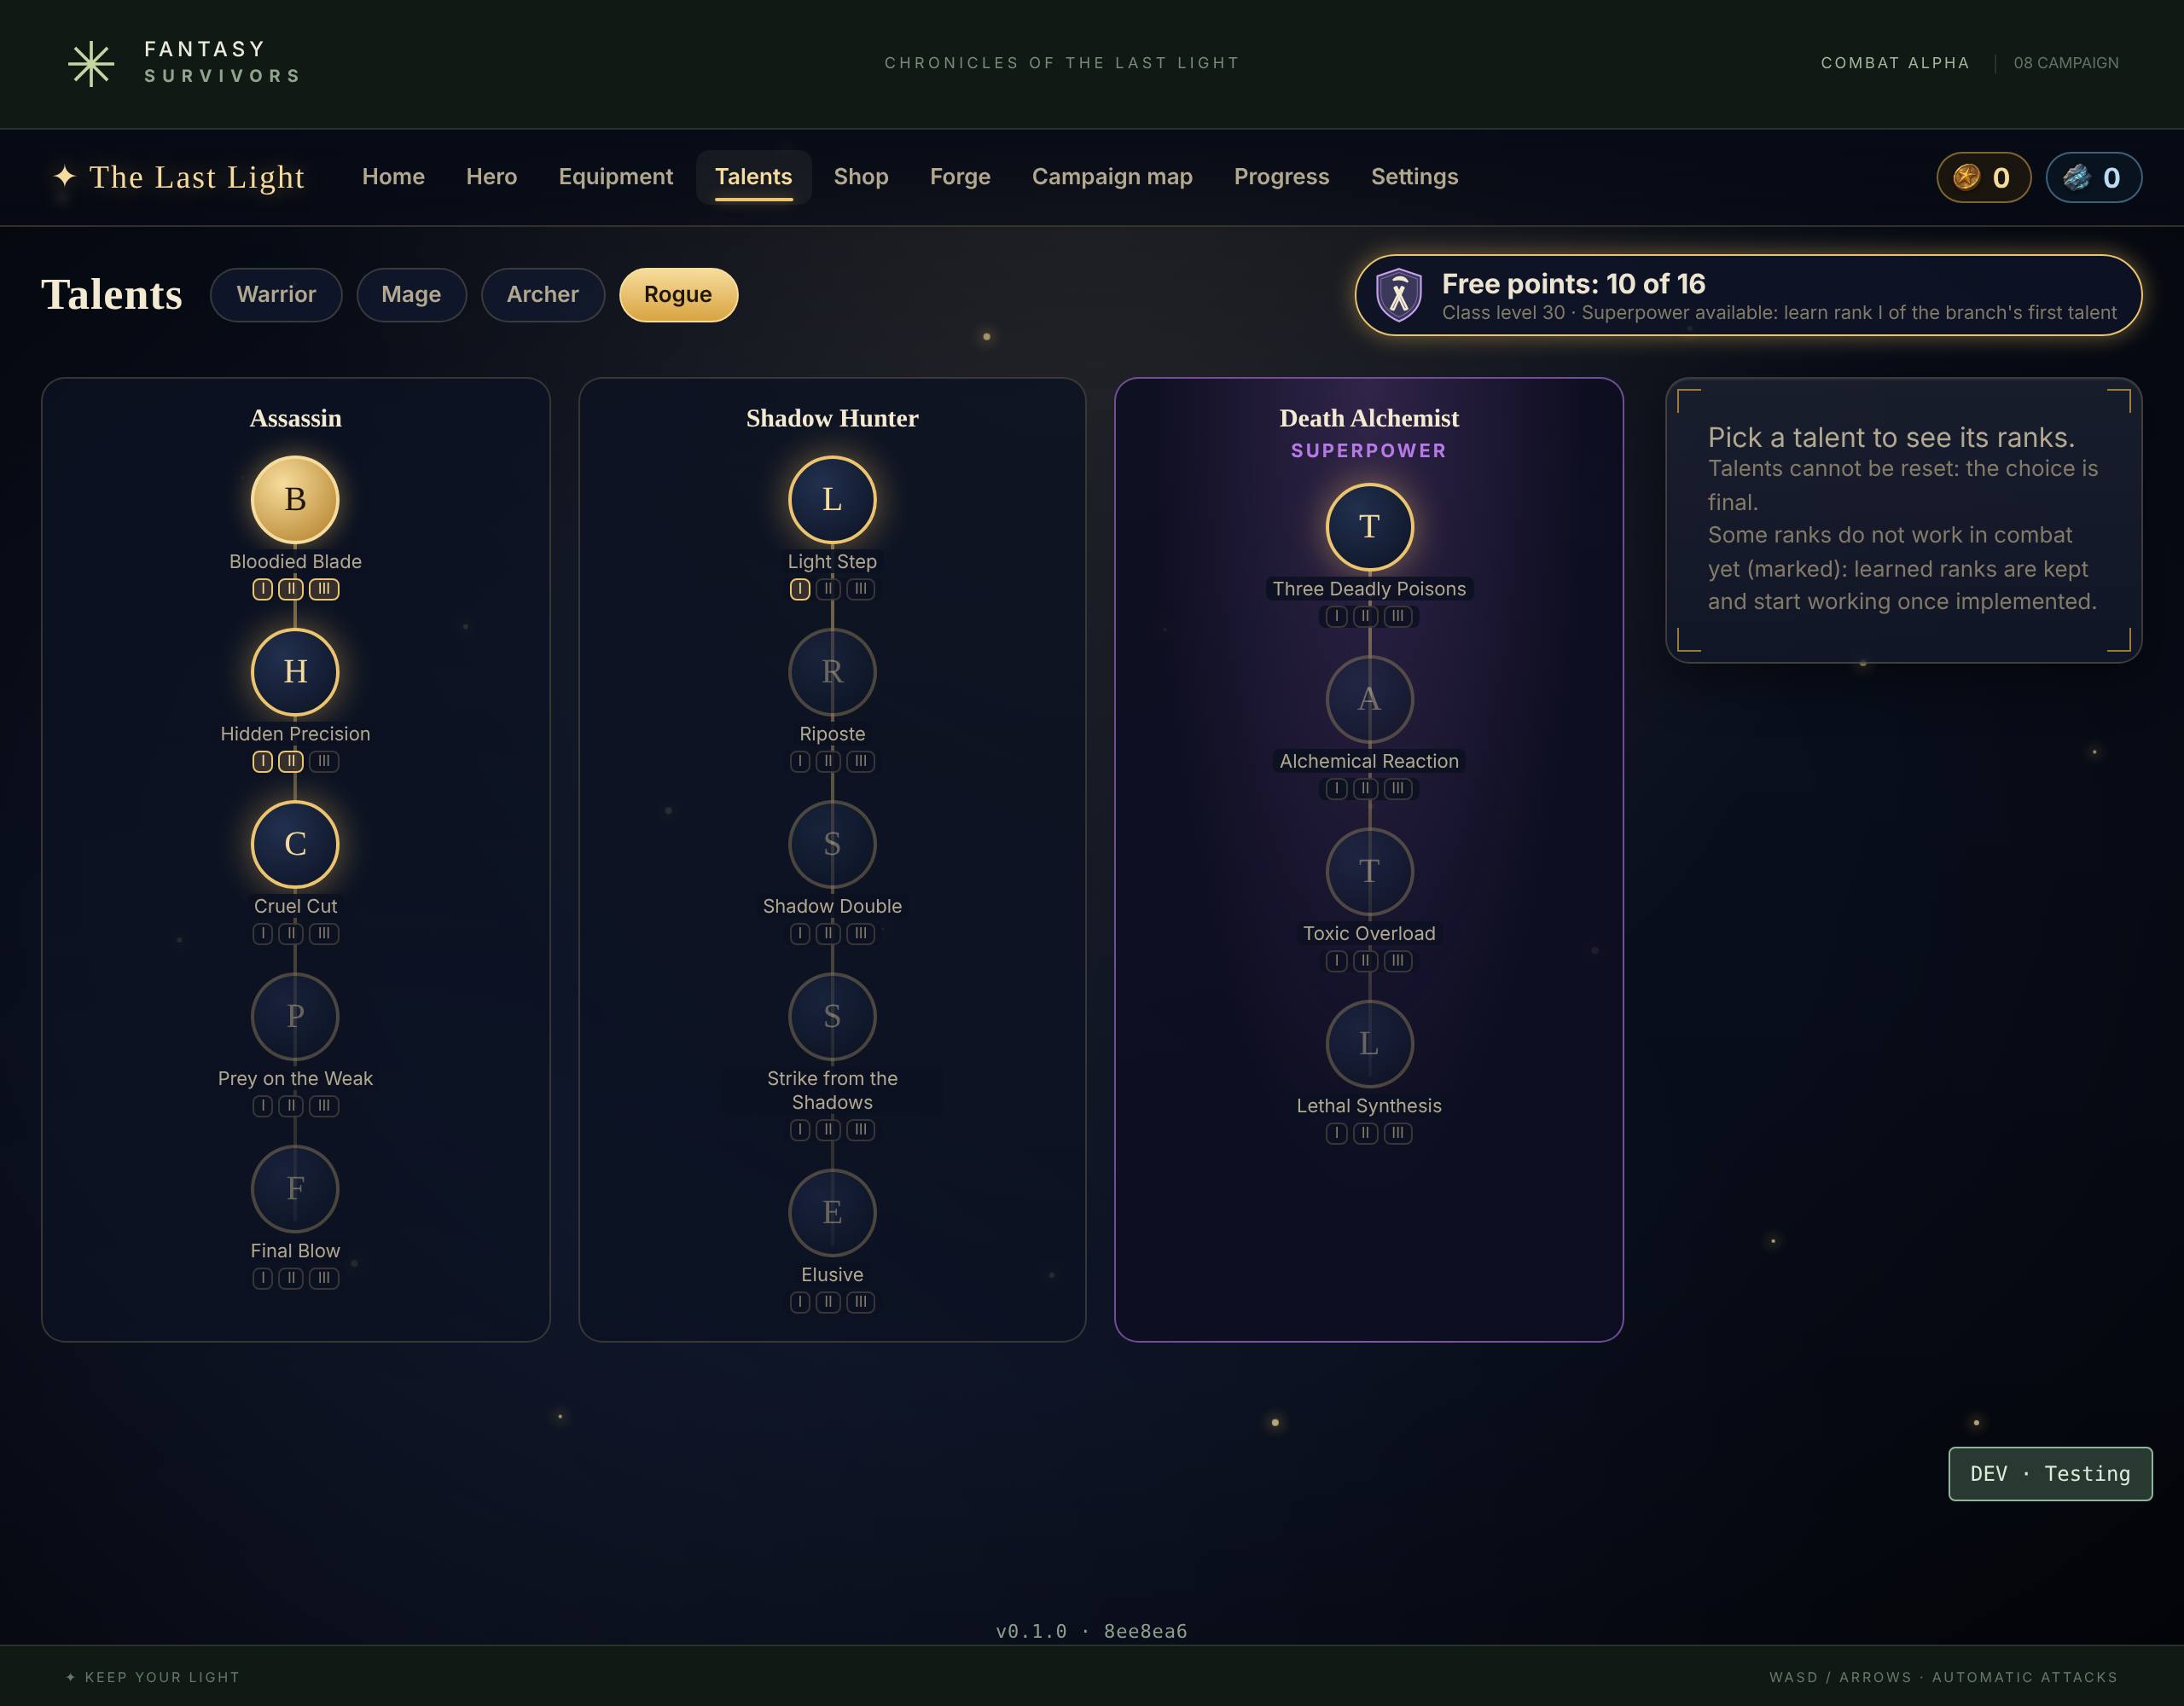 FANTASY
SURVIVORS
CHRONICLES OF THE LAST LIGHT
COMBAT ALPHA
08 CAMPAIGN
✦ The Last Light
Home
Hero
Equipment
Talents
Shop
Forge
Campaign map
Progress
Settings
0
0
Talents
Warrior
Mage
Archer
Rogue
Free points: 10 of 16
Class level 30 · Superpower available: learn rank I of the branch's first talent
Assassin
B
Bloodied Blade
I II III
H
Hidden Precision
I II III
C
Cruel Cut
I II III
P
Prey on the Weak
I II III
F
Final Blow
I II III
Shadow Hunter
L
Light Step
I II III
R
Riposte
I II III
S
Shadow Double
I II III
S
Strike from the
Shadows
I II III
E
Elusive
I II III
Death Alchemist
SUPERPOWER
T
Three Deadly Poisons
I II III
A
Alchemical Reaction
I II III
T
Toxic Overload
I II III
L
Lethal Synthesis
I II III
Pick a talent to see its ranks.
Talents cannot be reset: the choice is
final.
Some ranks do not work in combat
yet (marked): learned ranks are kept
and start working once implemented.
DEV · Testing
v0.1.0 · 8ee8ea6
✦ KEEP YOUR LIGHT
WASD / ARROWS · AUTOMATIC ATTACKS